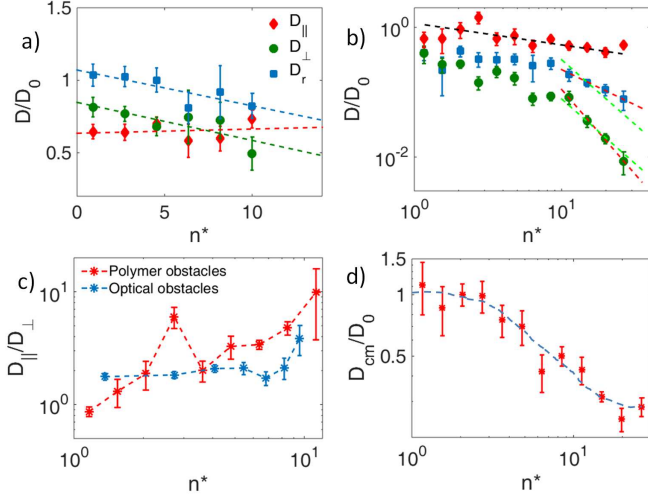 a)
1.5
1
0.5
D/D0
0
5
10
n*
D||
D⊥
Dr
b)
10^0
10^-2
D/D0
10^0
10^1
n*
c)
10^1
10^0
D||/D⊥
Polymer obstacles
Optical obstacles
10^0
10^1
n*
d)
1.5
1
0.5
Dcm/D0
10^0
10^1
n*